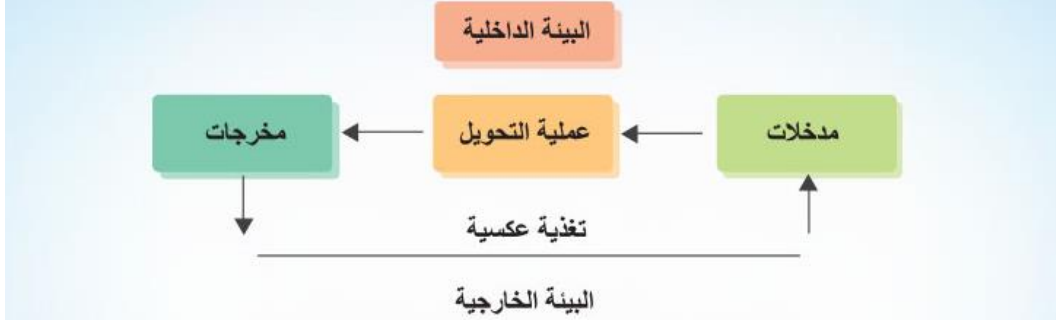 البيئة الداخلية
مدخلات
عملية التحويل
مخرجات
تغذية عكسية
البيئة الخارجية